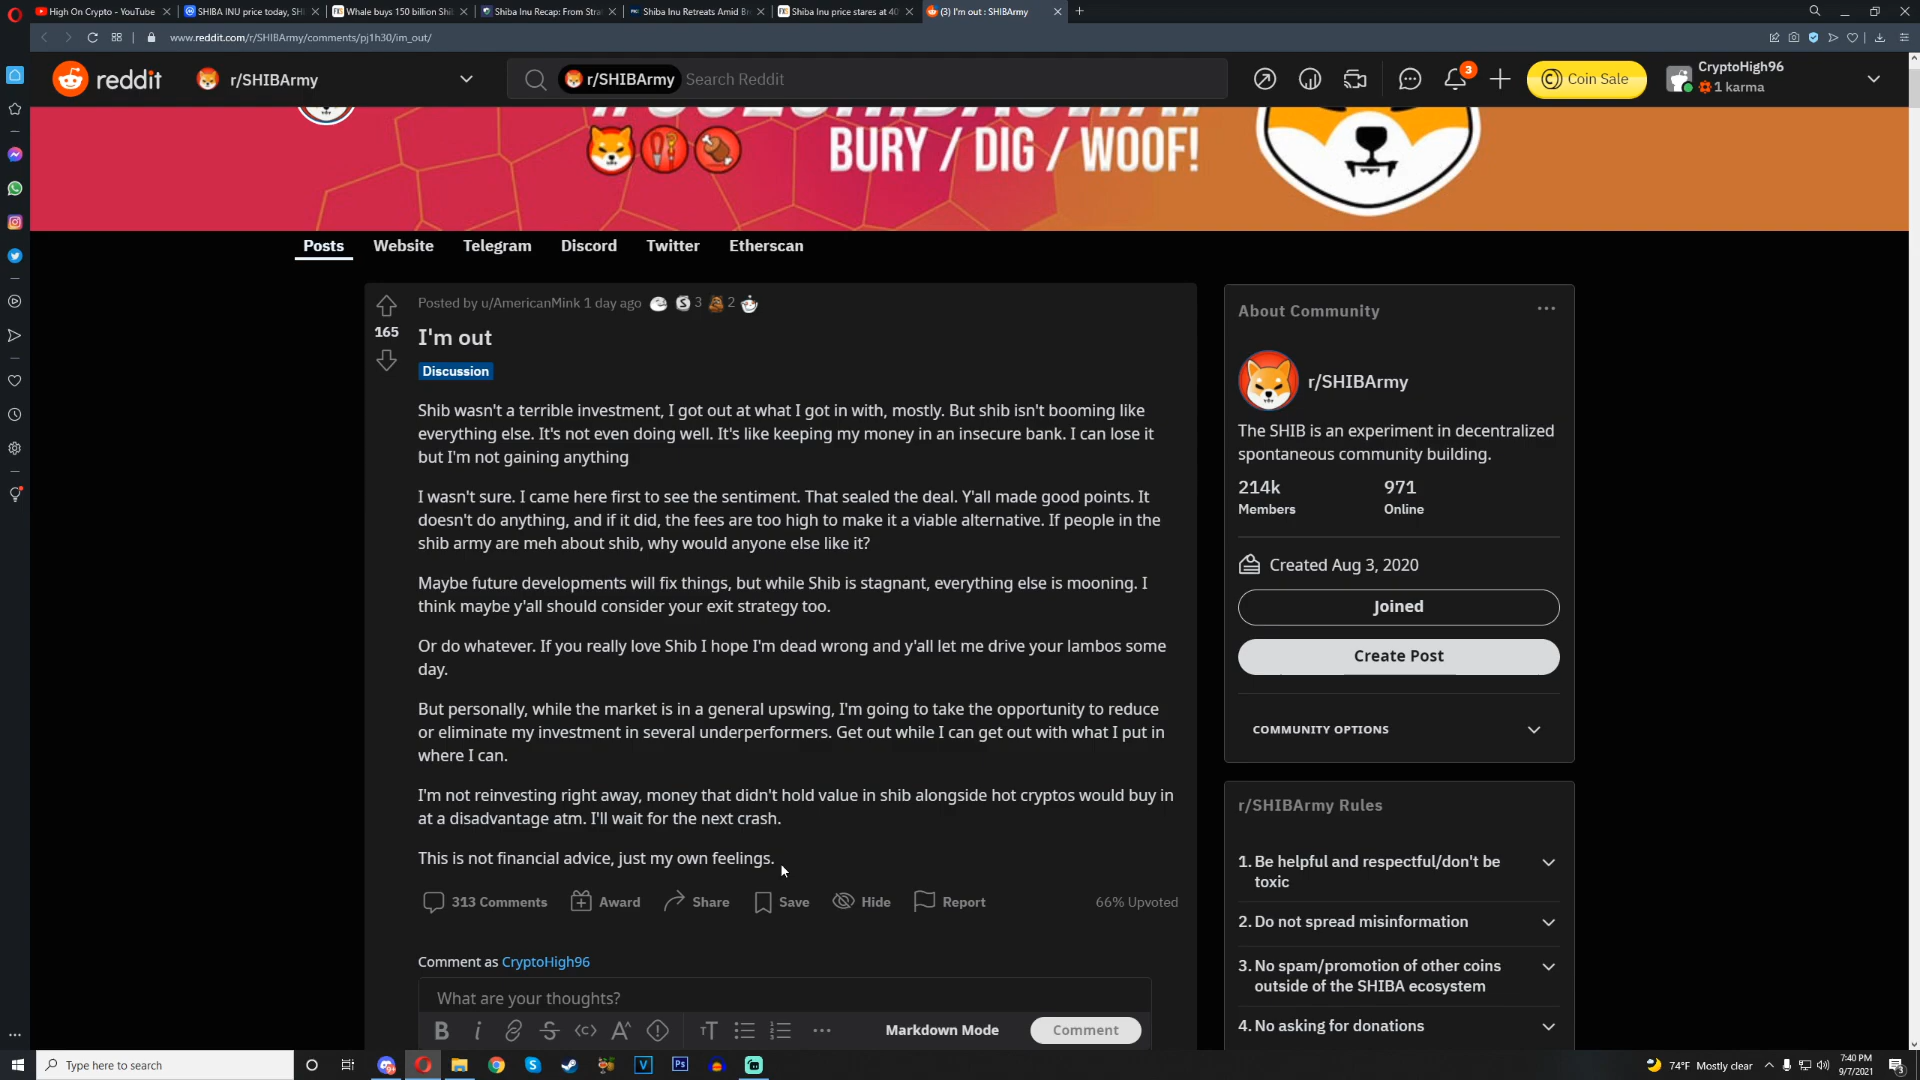 High On Crypto - YouTube
SHIBA INU price today, SHI
Whale buys 150 billion Shi
Shiba Inu Recap: From Stra
Shiba Inu Retreats Amid Br
Shiba Inu price stares at 40
(3) I'm out : SHIBArmy
www.reddit.com/r/SHIBArmy/comments/pj1h30/im_out/
reddit
r/SHIBArmy
r/SHIBArmy Search Reddit
3
Coin Sale
CryptoHigh96
1 karma
BURY / DIG / WOOF!
Posts Website Telegram Discord Twitter Etherscan
Posted by u/AmericanMink 1 day ago 3 2
165
I'm out
Discussion
Shib wasn't a terrible investment, I got out at what I got in with, mostly. But shib isn't booming like
everything else. It's not even doing well. It's like keeping my money in an insecure bank. I can lose it
but I'm not gaining anything
I wasn't sure. I came here first to see the sentiment. That sealed the deal. Y'all made good points. It
doesn't do anything, and if it did, the fees are too high to make it a viable alternative. If people in the
shib army are meh about shib, why would anyone else like it?
Maybe future developments will fix things, but while Shib is stagnant, everything else is mooning. I
think maybe y'all should consider your exit strategy too.
Or do whatever. If you really love Shib I hope I'm dead wrong and y'all let me drive your lambos some
day.
But personally, while the market is in a general upswing, I'm going to take the opportunity to reduce
or eliminate my investment in several underperformers. Get out while I can get out with what I put in
where I can.
I'm not reinvesting right away, money that didn't hold value in shib alongside hot cryptos would buy in
at a disadvantage atm. I'll wait for the next crash.
This is not financial advice, just my own feelings.
313 Comments Award Share Save Hide Report 66% Upvoted
Comment as CryptoHigh96
What are your thoughts?
Markdown Mode Comment
About Community
r/SHIBArmy
The SHIB is an experiment in decentralized
spontaneous community building.
214k 971
Members Online
Created Aug 3, 2020
Joined
Create Post
COMMUNITY OPTIONS
r/SHIBArmy Rules
1. Be helpful and respectful/don't be
toxic
2. Do not spread misinformation
3. No spam/promotion of other coins
outside of the SHIBA ecosystem
4. No asking for donations
Type here to search
74°F Mostly clear
7:40 PM
9/7/2021